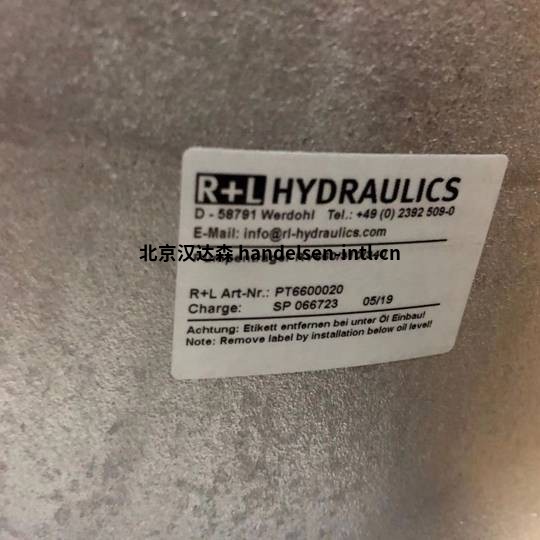 R+L HYDRAULICS
D - 58791 Werdohl Tel.: +49 (0) 2392 509-0
E-Mail: info@rl-hydraulics.com
北京汉达森 handelsen-intl.cn
R+L Art-Nr.: PT6600020
Charge: SP 066723 05/19
Achtung: Etikett entfernen bei unter Öl Einbau!
Note: Remove label by installation below oil level!